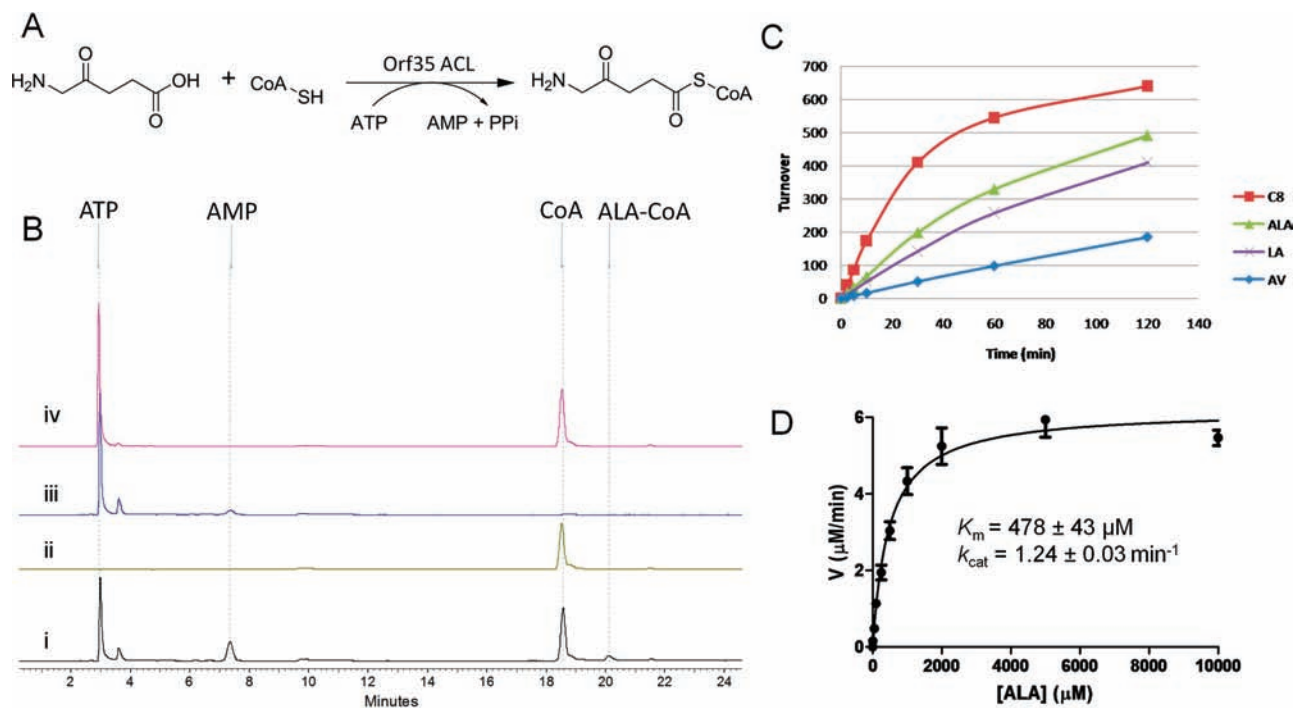 A
H₂N
O
OH
O
+
CoA
SH
Orf35 ACL
ATP
AMP + PPi
H₂N
O
O
S
CoA
B
ATP
AMP
CoA
ALA-CoA
iv
iii
ii
i
2 4 6 8 10 12 14 16 18 20 22 24
Minutes
C
700
600
500
400
300
200
100
0
Turnover
0 20 40 60 80 100 120 140
Time (min)
C8
ALA
LA
AV
D
6
4
2
0
V (µM/min)
Kₘ = 478 ± 43 µM
k_cat = 1.24 ± 0.03 min⁻¹
0 2000 4000 6000 8000 10000
[ALA] (µM)